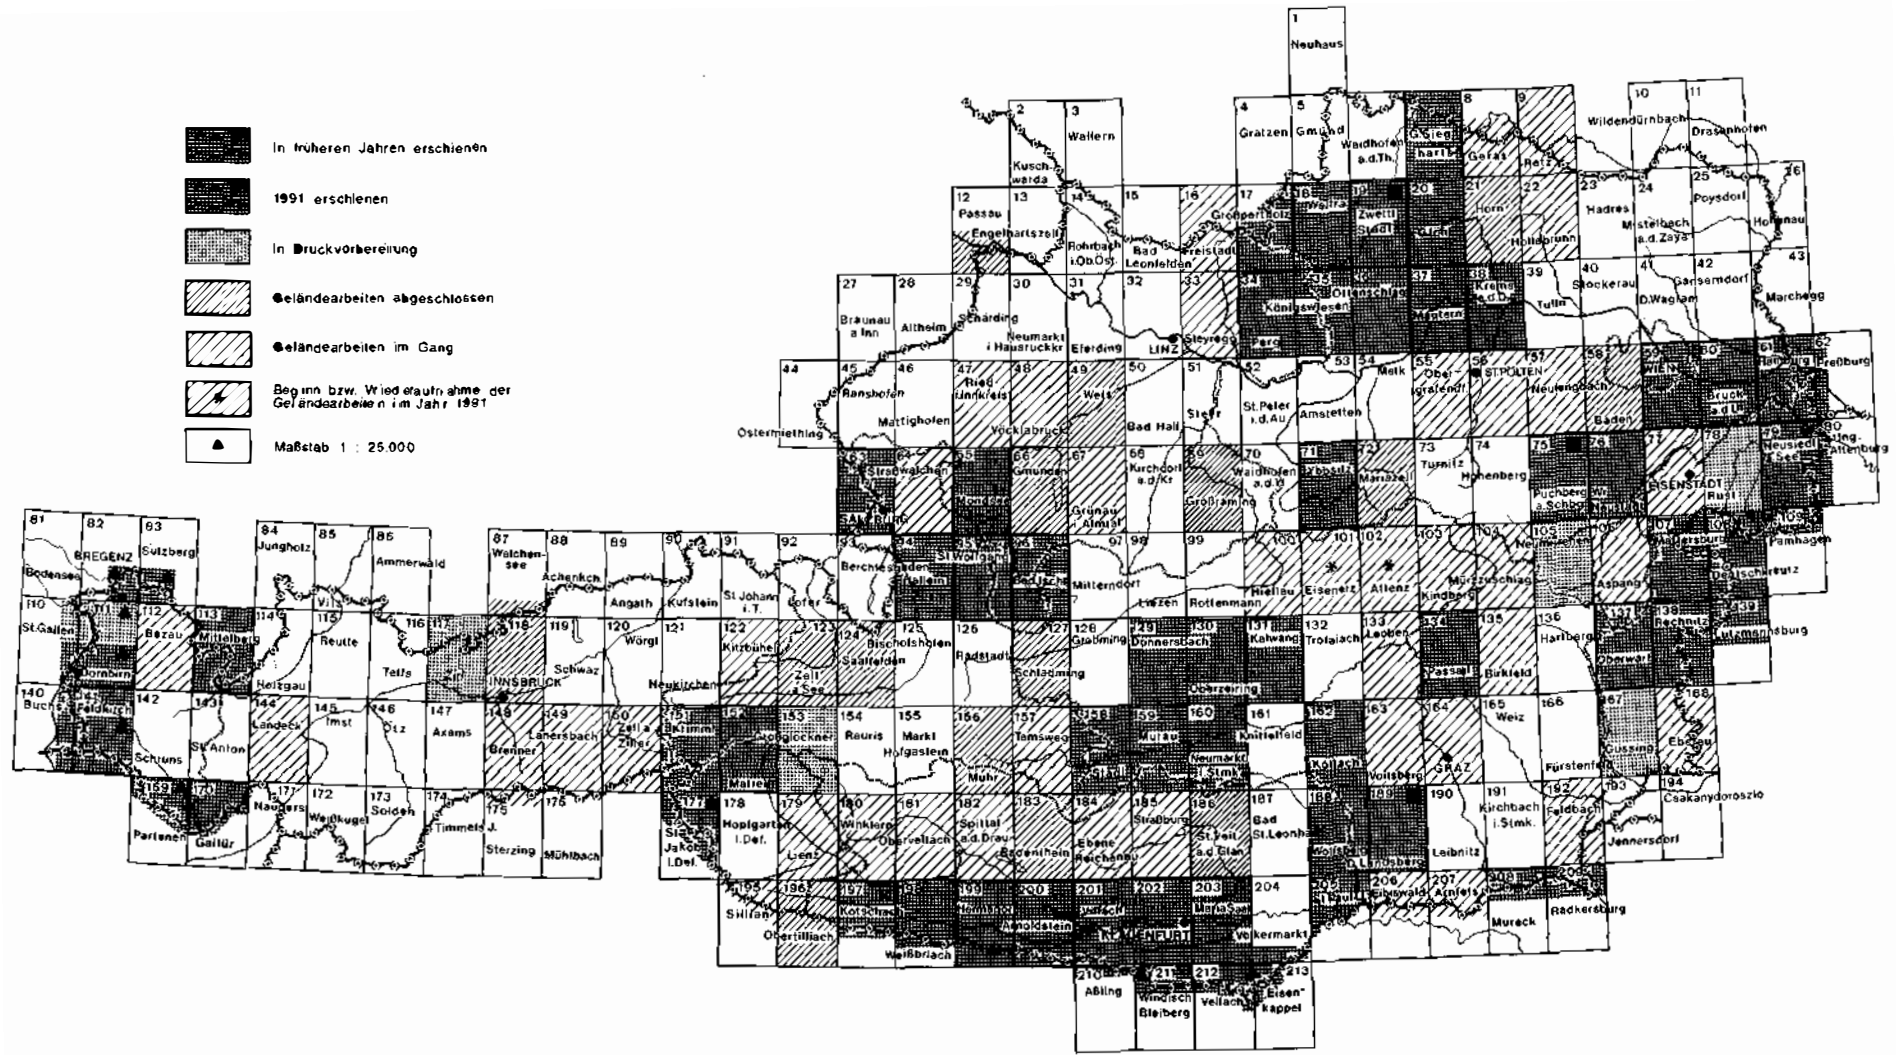 In früheren Jahren erschienen
1991 erschienen
In Druckvorbereitung
Geländearbeiten abgeschlossen
Geländearbeiten im Gang
Beginn bzw. Wiederaufnahme der
Geländearbeiten im Jahr 1991
Maßstab 1 : 25.000
1
Neuhaus
2
Kusch-
warda
3
Wallern
4
Gratzen
5
Gmünd
Waidhofen
a.d.Th.
G.Sieg
harts
8
Geras
9
Retz
10
Wildendürnbach
11
Drasenhofen
12
Passau
Engelhartszell
13
14
Rohrbach
i.Ob.Öst.
15
Bad
Leonfelden
16
Freistadt
17
Großpertholz
18
Weitra
19
Zwettl
Stadt
20
Gföhl
21
Horn
22
Hollabrunn
23
Hadres
24
Mistelbach
a.d.Zaya
25
Poysdorf
26
Hohenau
27
Braunau
a Inn
28
Altheim
29
Schärding
30
Neumarkt
i Hausruckkr
31
Eferding
32
LINZ
33
Steyregg
34
Perg
35
Königswiesen
36
Ottenschlag
37
Mautern
38
Krems
a.d.D.
39
Tulln
40
Stockerau
41
D.Wagram
42
Gänserndorf
43
Marchegg
44
Ostermiething
45
Ranshofen
46
Mattighofen
47
Ried
i.Innkreis
48
Vöcklabruck
49
Wels
50
Bad Hall
51
Steyr
52
St.Peter
i.d.Au
53
Amstetten
54
Melk
55
Ober-
grafendf.
56
ST.PÖLTEN
57
Neulengbach
58
Baden
59
WIEN
60
Bruck
a.d.L.
61
Hainburg
62
Preßburg
63
SALZBURG
64
Straßwalchen
65
Mondsee
66
Gmunden
67
Grünau
i.Almtal
68
Kirchdorf
a.d.Kr
69
Großraming
70
Waidhofen
a.d.Y.
71
Ybbsitz
72
Mariazell
73
Türnitz
74
Hohenberg
75
Puchberg
a.Schbg.
76
Wr.
Neustadt
77
EISENSTADT
78
Rust
79
Neusiedl
a.See
80
Ung.-
Altenburg
81
Bodensee
82
BREGENZ
83
Sulzberg
84
Jungholz
85
Vils
86
Ammerwald
87
Walchen-
see
88
Achenkch.
89
Angath
90
Kufstein
91
St.Johann
i.T.
92
Lofer
93
Berchtesgaden
94
Hallein
95
St.Wolfgang
96
Bad Ischl
97
Mitterndorf
98
Liezen
99
Rottenmann
100
Hieflau
101
Eisenerz
102
Aflenz
103
Kindberg
104
Mürzzuschlag
105
Neunkirchen
106
Aspang
107
Mattersburg
108
Deutschkreutz
109
Pamhagen
110
St.Gallen
111
Dornbirn
112
Bezau
113
Mittelberg
114
Holzgau
115
Reutte
116
Telfs
117
Zirl
118
INNSBRUCK
119
Schwaz
120
Wörgl
121
Neukirchen
122
Kitzbühel
123
Zell
a.See
124
Saalfelden
125
Bischofshofen
126
Radstadt
127
Schladming
128
Gröbming
129
Donnersbach
130
Oberzeiring
131
Kalwang
132
Trofaiach
133
Leoben
134
Passail
135
Birkfeld
136
Hartberg
137
Oberwart
138
Rechnitz
139
Lutzmannsburg
140
Buchs
141
Feldkirch
142
Schruns
143
St.Anton
144
Landeck
145
Imst
146
Ötz
147
Axams
148
Brenner
149
Lanersbach
150
Zell a
Ziller
151
Krimml
152
Matrei
153
Großglockner
154
Rauris
155
Markt
Hofgastein
156
Muhr
157
Tamsweg
158
Stadl
159
Murau
160
Neumarkt
i.Stmk.
161
Knittelfeld
162
Köflach
163
Voitsberg
164
GRAZ
165
Weiz
166
Fürstenfeld
167
Güssing
168
Eberau
169
Partenen
170
Galtür
171
Nauders
172
Weißkugel
173
Sölden
174
Timmels J.
175
Sterzing
176
Mühlbach
177
St.
Jakob
i.Def.
178
Hopfgarten
i.Def.
179
Lienz
180
Winklern
181
Obervellach
182
Spittal
a.d.Drau
183
Radenthein
184
Ebene
Reichenau
185
Straßburg
186
St.Veit
a.d.Glan
187
Bad
St.Leonhard
188
Wolfsberg
189
D.Landsberg
190
Leibnitz
191
Kirchbach
i.Stmk.
192
Feldbach
193
Jennersdorf
194
Csakanydoroszlo
195
Sillian
196
Obertilliach
197
Kötschach
198
Weißbriach
199
Hermagor
200
Arnoldstein
201
Villach
202
KLAGENFURT
203
Maria Saal
204
Völkermarkt
205
St.Paul
206
Eibiswald
207
Arnfels
208
Mureck
209
Radkersburg
210
Aßling
211
Windisch
Bleiberg
212
Vellach
213
Eisen-
kappel